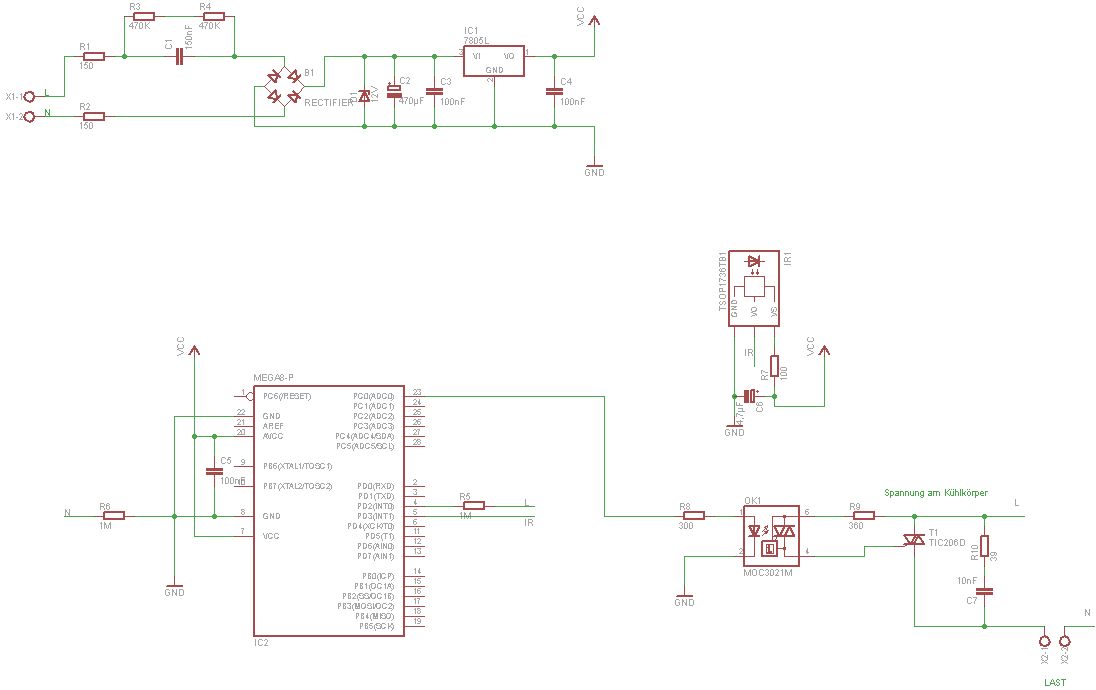 R3
470K
R4
470K
C1
150nF
R1
150
X1-1
L
X1-2
N
R2
150
B1
RECTIFIER
D1
12V
C2
470µF
C3
100nF
IC1
7805L
VI
VO
GND
3
1
2
C4
100nF
VCC
GND
TSOP1736TB1
IR1
GND
VO
VS
IR
R7
100
4,7µF
C6
GND
VCC
VCC
MEGA8-P
1
PC6(/RESET)
22
GND
21
AREF
20
AVCC
9
PB6(XTAL1/TOSC1)
10
PB7(XTAL2/TOSC2)
8
GND
7
VCC
PC0(ADC0)
23
PC1(ADC1)
24
PC2(ADC2)
25
PC3(ADC3)
26
PC4(ADC4/SDA)
27
PC5(ADC5/SCL)
28
PD0(RXD)
2
PD1(TXD)
3
PD2(INT0)
4
PD3(INT1)
5
PD4(XCK/T0)
6
PD5(T1)
11
PD6(AIN0)
12
PD7(AIN1)
13
PB0(ICP)
14
PB1(OC1A)
15
PB2(SS/OC1B)
16
PB3(MOSI/OC2)
17
PB4(MISO)
18
PB5(SCK)
19
IC2
C5
100nF
N
R6
1M
GND
R5
1M
L
IR
R8
300
GND
OK1
1
2
6
4
MOC3021M
R9
360
Spannung am Kühlkörper
L
T1
TIC206D
R10
39
10nF
C7
N
X2-1
X2-2
LAST